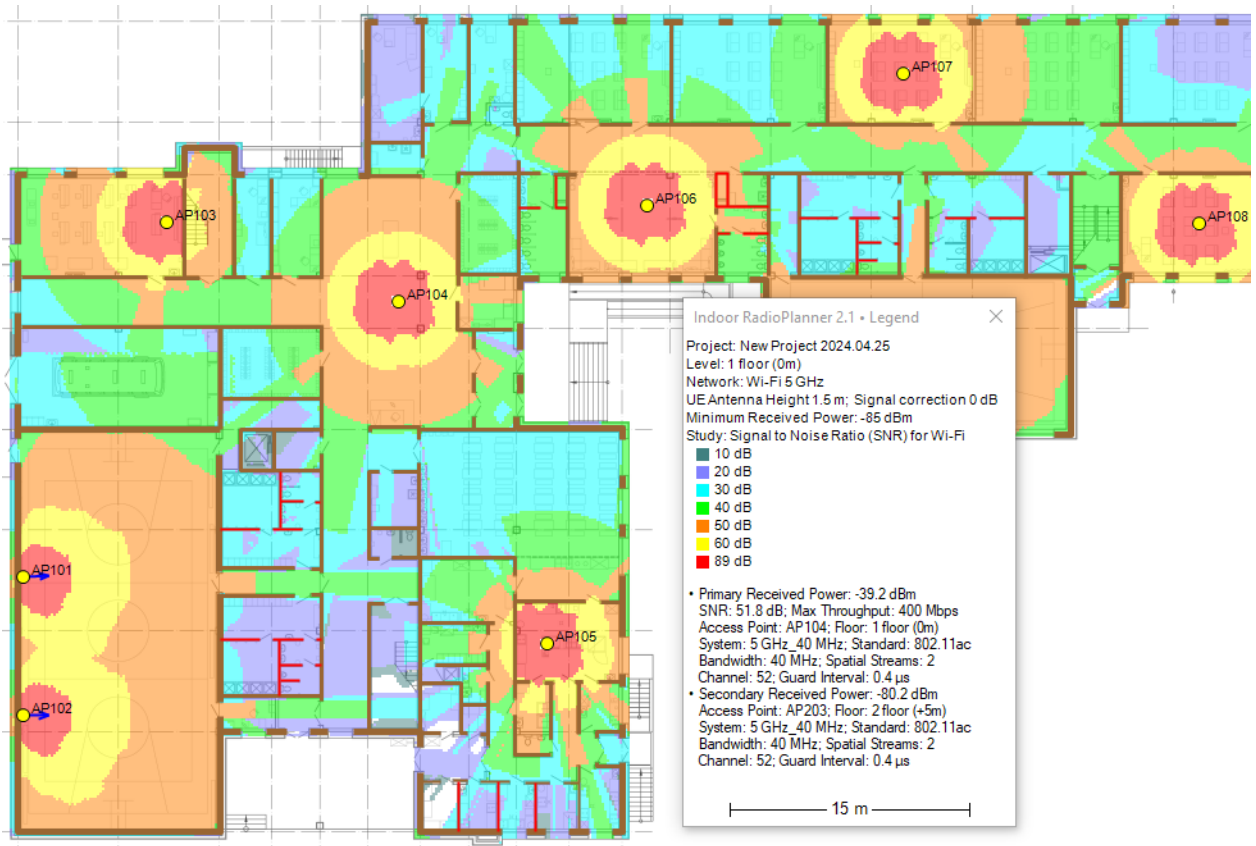 AP107
AP106
AP103
AP108
AP104
Indoor RadioPlanner 2.1 • Legend
Project: New Project 2024.04.25
Level: 1 floor (0m)
Network: Wi-Fi 5 GHz
UE Antenna Height 1.5 m; Signal correction 0 dB
Minimum Received Power: -85 dBm
Study: Signal to Noise Ratio (SNR) for Wi-Fi
10 dB
20 dB
30 dB
40 dB
50 dB
60 dB
89 dB
AP101
AP105
AP102
• Primary Received Power: -39.2 dBm
SNR: 51.8 dB; Max Throughput: 400 Mbps
Access Point: AP104; Floor: 1 floor (0m)
System: 5 GHz_40 MHz; Standard: 802.11ac
Bandwidth: 40 MHz; Spatial Streams: 2
Channel: 52; Guard Interval: 0.4 µs
• Secondary Received Power: -80.2 dBm
Access Point: AP203; Floor: 2 floor (+5m)
System: 5 GHz_40 MHz; Standard: 802.11ac
Bandwidth: 40 MHz; Spatial Streams: 2
Channel: 52; Guard Interval: 0.4 µs
15 m